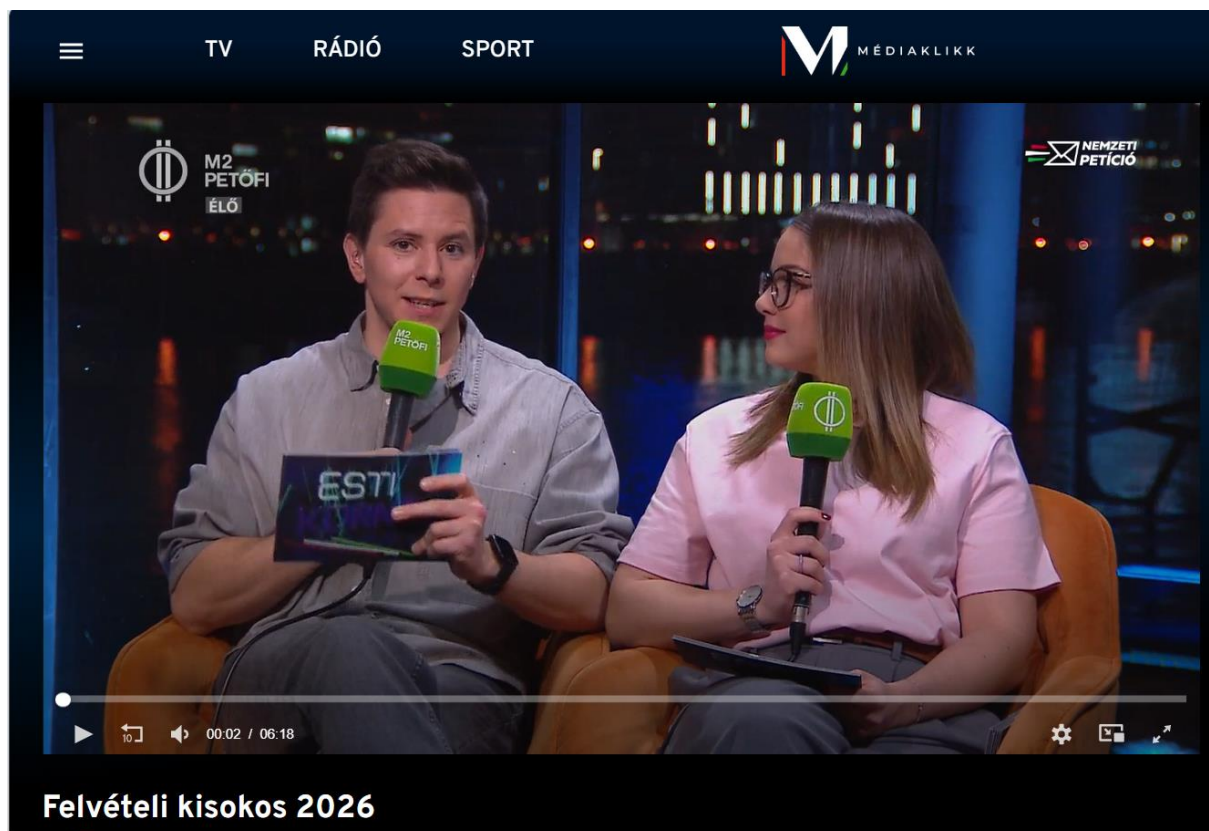 TV RÁDIÓ SPORT
MÉDIAKLIKK
M2
PETŐFI
ÉLŐ
NEMZETI
PETÍCIÓ
M2
PETŐFI
ESTI
10
00:02 / 06:18
Felvételi kisokos 2026